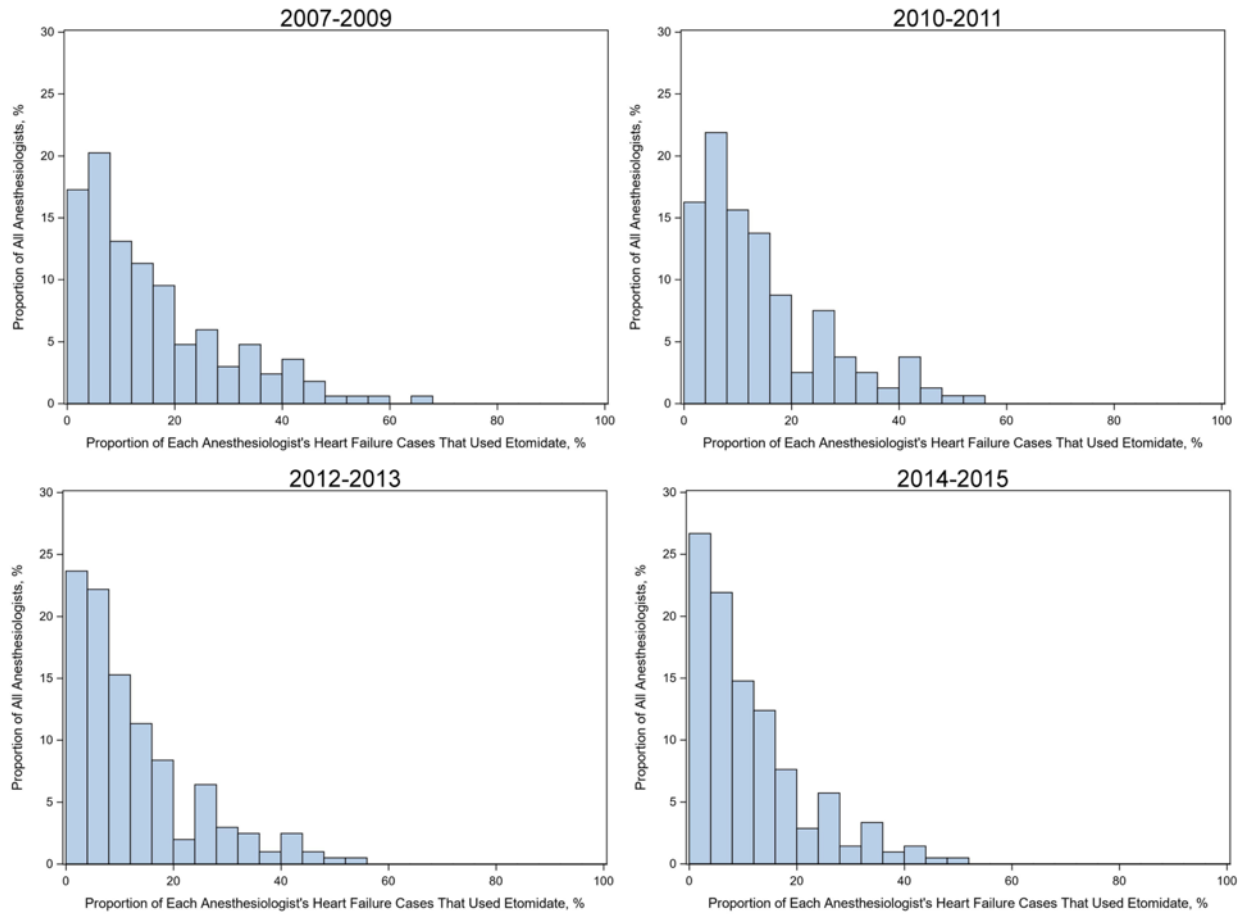 2007-2009
30
25
20
15
10
5
0
Proportion of All Anesthesiologists, %
0 20 40 60 80 100
Proportion of Each Anesthesiologist's Heart Failure Cases That Used Etomidate, %
2010-2011
30
25
20
15
10
5
0
Proportion of All Anesthesiologists, %
0 20 40 60 80 100
Proportion of Each Anesthesiologist's Heart Failure Cases That Used Etomidate, %
2012-2013
30
25
20
15
10
5
0
Proportion of All Anesthesiologists, %
0 20 40 60 80 100
Proportion of Each Anesthesiologist's Heart Failure Cases That Used Etomidate, %
2014-2015
30
25
20
15
10
5
0
Proportion of All Anesthesiologists, %
0 20 40 60 80 100
Proportion of Each Anesthesiologist's Heart Failure Cases That Used Etomidate, %